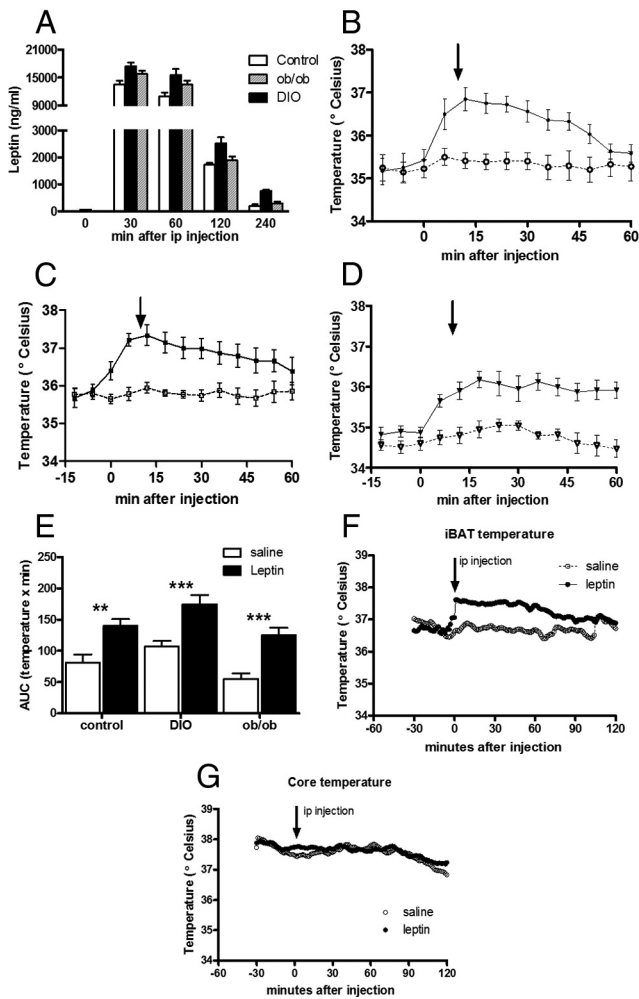 A
Leptin (ng/ml)
21000
15000
9000
3000
2000
1000
0
Control
ob/ob
DIO
0 30 60 120 240
min after ip injection
B
Temperature (° Celsius)
38
37
36
35
34
0 15 30 45 60
min after injection
C
Temperature (° Celsius)
38
37
36
35
34
-15 0 15 30 45 60
min after injection
D
Temperature (° Celsius)
38
37
36
35
34
-15 0 15 30 45 60
min after injection
E
AUC (temperature x min)
250
200
150
100
50
0
saline
Leptin
** *** ***
control DIO ob/ob
F
iBAT temperature
Temperature (° Celsius)
39
38
37
36
35
34
ip injection
saline
leptin
-60 -30 0 30 60 90 120
minutes after injection
G
Core temperature
Temperature (° Celsius)
39
38
37
36
35
34
ip injection
saline
leptin
-60 -30 0 30 60 90 120
minutes after injection